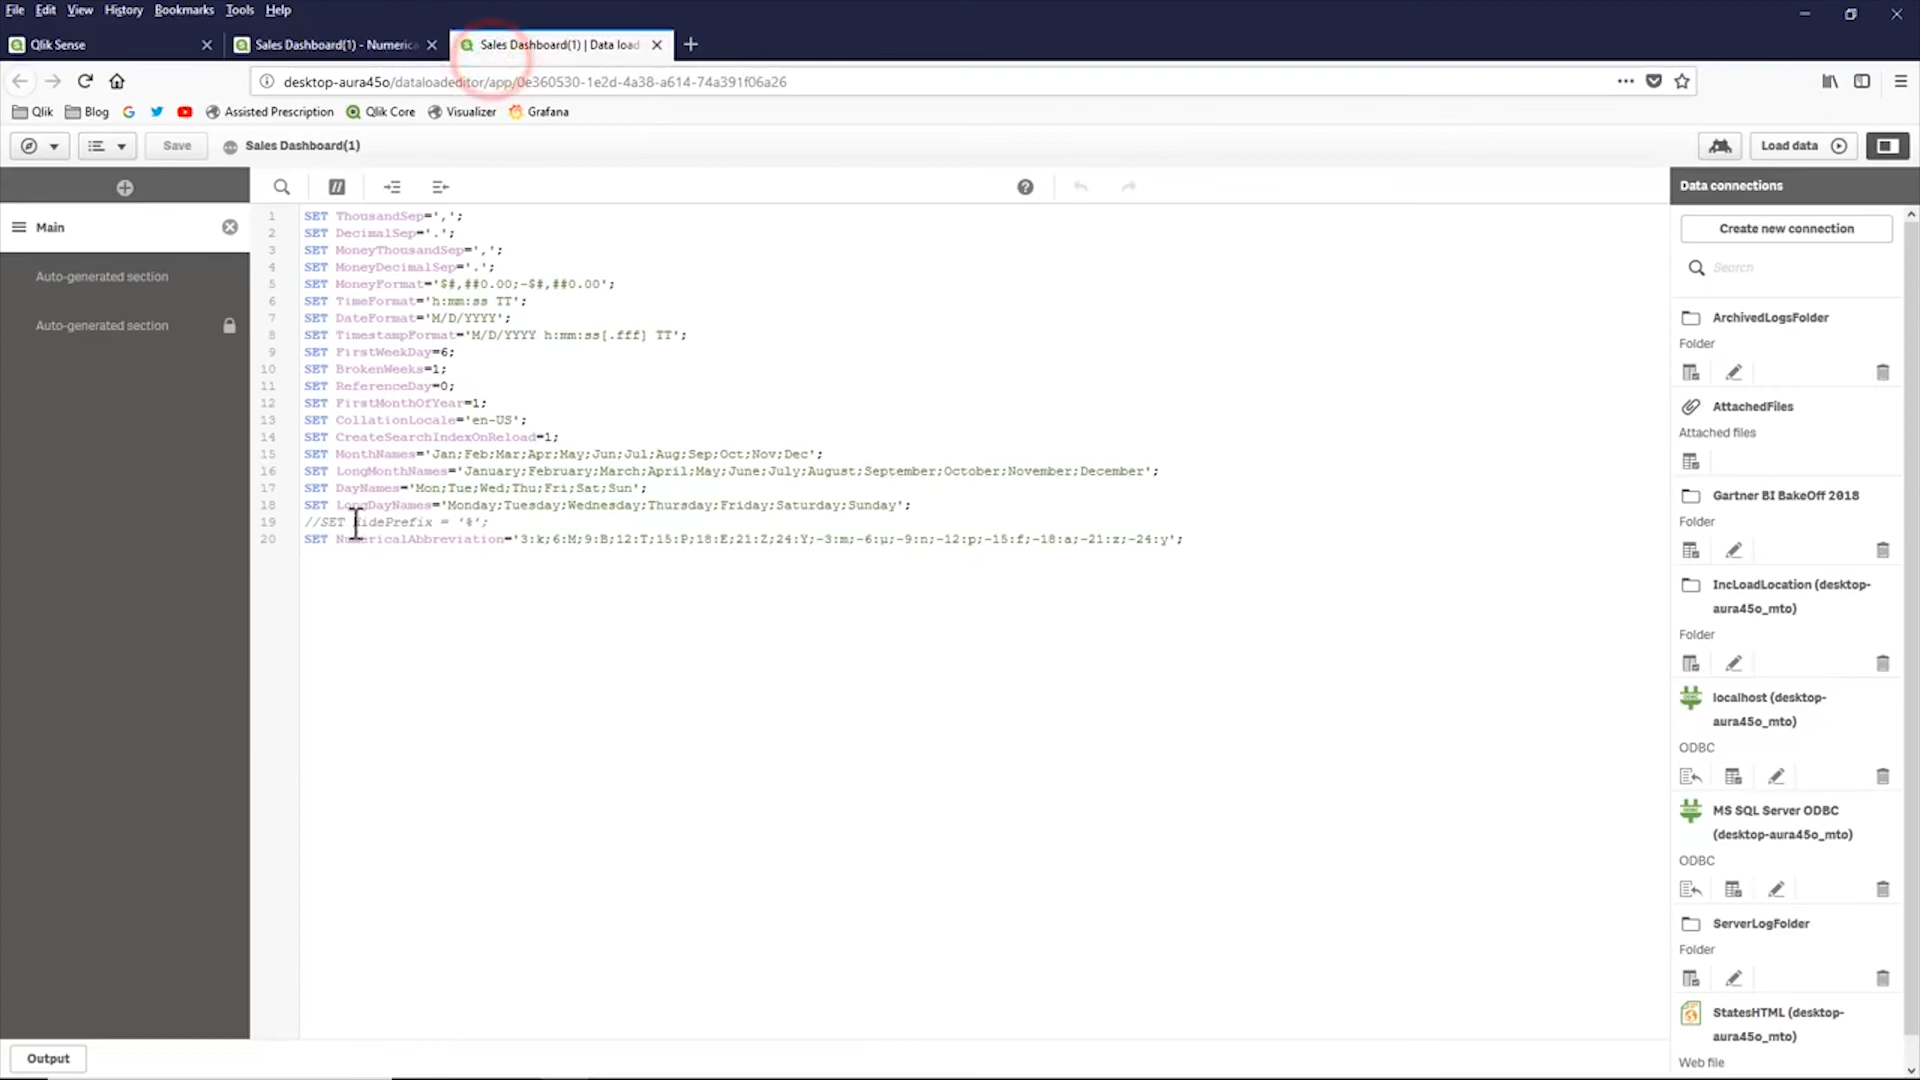 File Edit View History Bookmarks Tools Help
Qlik Sense
Sales Dashboard(1) - Numerica
Sales Dashboard(1) | Data load
desktop-aura45o/dataloadeditor/app/0e360530-1e2d-4a38-a614-74a391f06a26
Qlik Blog Assisted Prescription Qlik Core Visualizer Grafana
Save Sales Dashboard(1) Load data
Main
Auto-generated section
Auto-generated section
1 SET ThousandSep=',';
2 SET DecimalSep='.';
3 SET MoneyThousandSep=',';
4 SET MoneyDecimalSep='.';
5 SET MoneyFormat='$#,##0.00;-$#,##0.00';
6 SET TimeFormat='h:mm:ss TT';
7 SET DateFormat='M/D/YYYY';
8 SET TimestampFormat='M/D/YYYY h:mm:ss[.fff] TT';
9 SET FirstWeekDay=6;
10 SET BrokenWeeks=1;
11 SET ReferenceDay=0;
12 SET FirstMonthOfYear=1;
13 SET CollationLocale='en-US';
14 SET CreateSearchIndexOnReload=1;
15 SET MonthNames='Jan;Feb;Mar;Apr;May;Jun;Jul;Aug;Sep;Oct;Nov;Dec';
16 SET LongMonthNames='January;February;March;April;May;June;July;August;September;October;November;December';
17 SET DayNames='Mon;Tue;Wed;Thu;Fri;Sat;Sun';
18 SET LongDayNames='Monday;Tuesday;Wednesday;Thursday;Friday;Saturday;Sunday';
19 //SET HidePrefix = '%';
20 SET NumericalAbbreviation='3:k;6:M;9:B;12:T;15:P;18:E;21:Z;24:Y;-3:m;-6:μ;-9:n;-12:p;-15:f;-18:a;-21:z;-24:y';
Data connections
Create new connection
Search
ArchivedLogsFolder
Folder
AttachedFiles
Attached files
Gartner BI BakeOff 2018
Folder
IncLoadLocation (desktop-
aura45o_mto)
Folder
localhost (desktop-
aura45o_mto)
ODBC
MS SQL Server ODBC
(desktop-aura45o_mto)
ODBC
ServerLogFolder
Folder
StatesHTML (desktop-
aura45o_mto)
Web file
Output